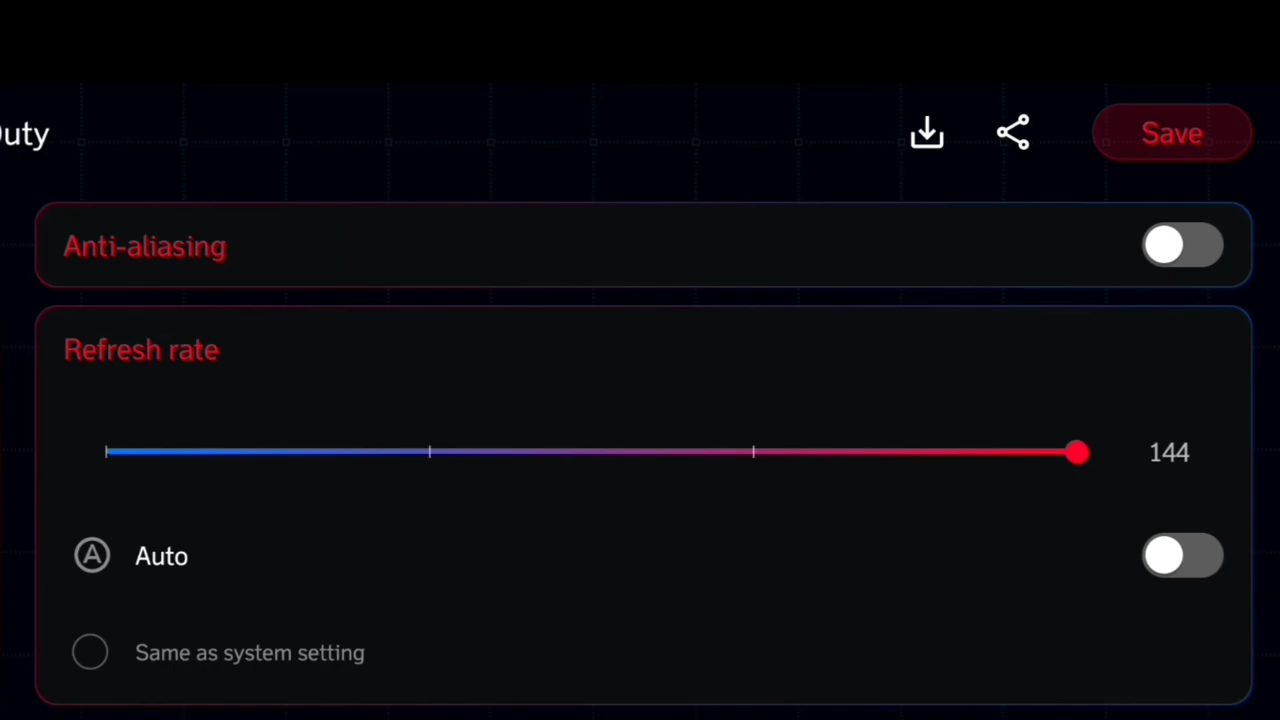 uty
Save
Anti-aliasing
Refresh rate
144
A Auto
Same as system setting